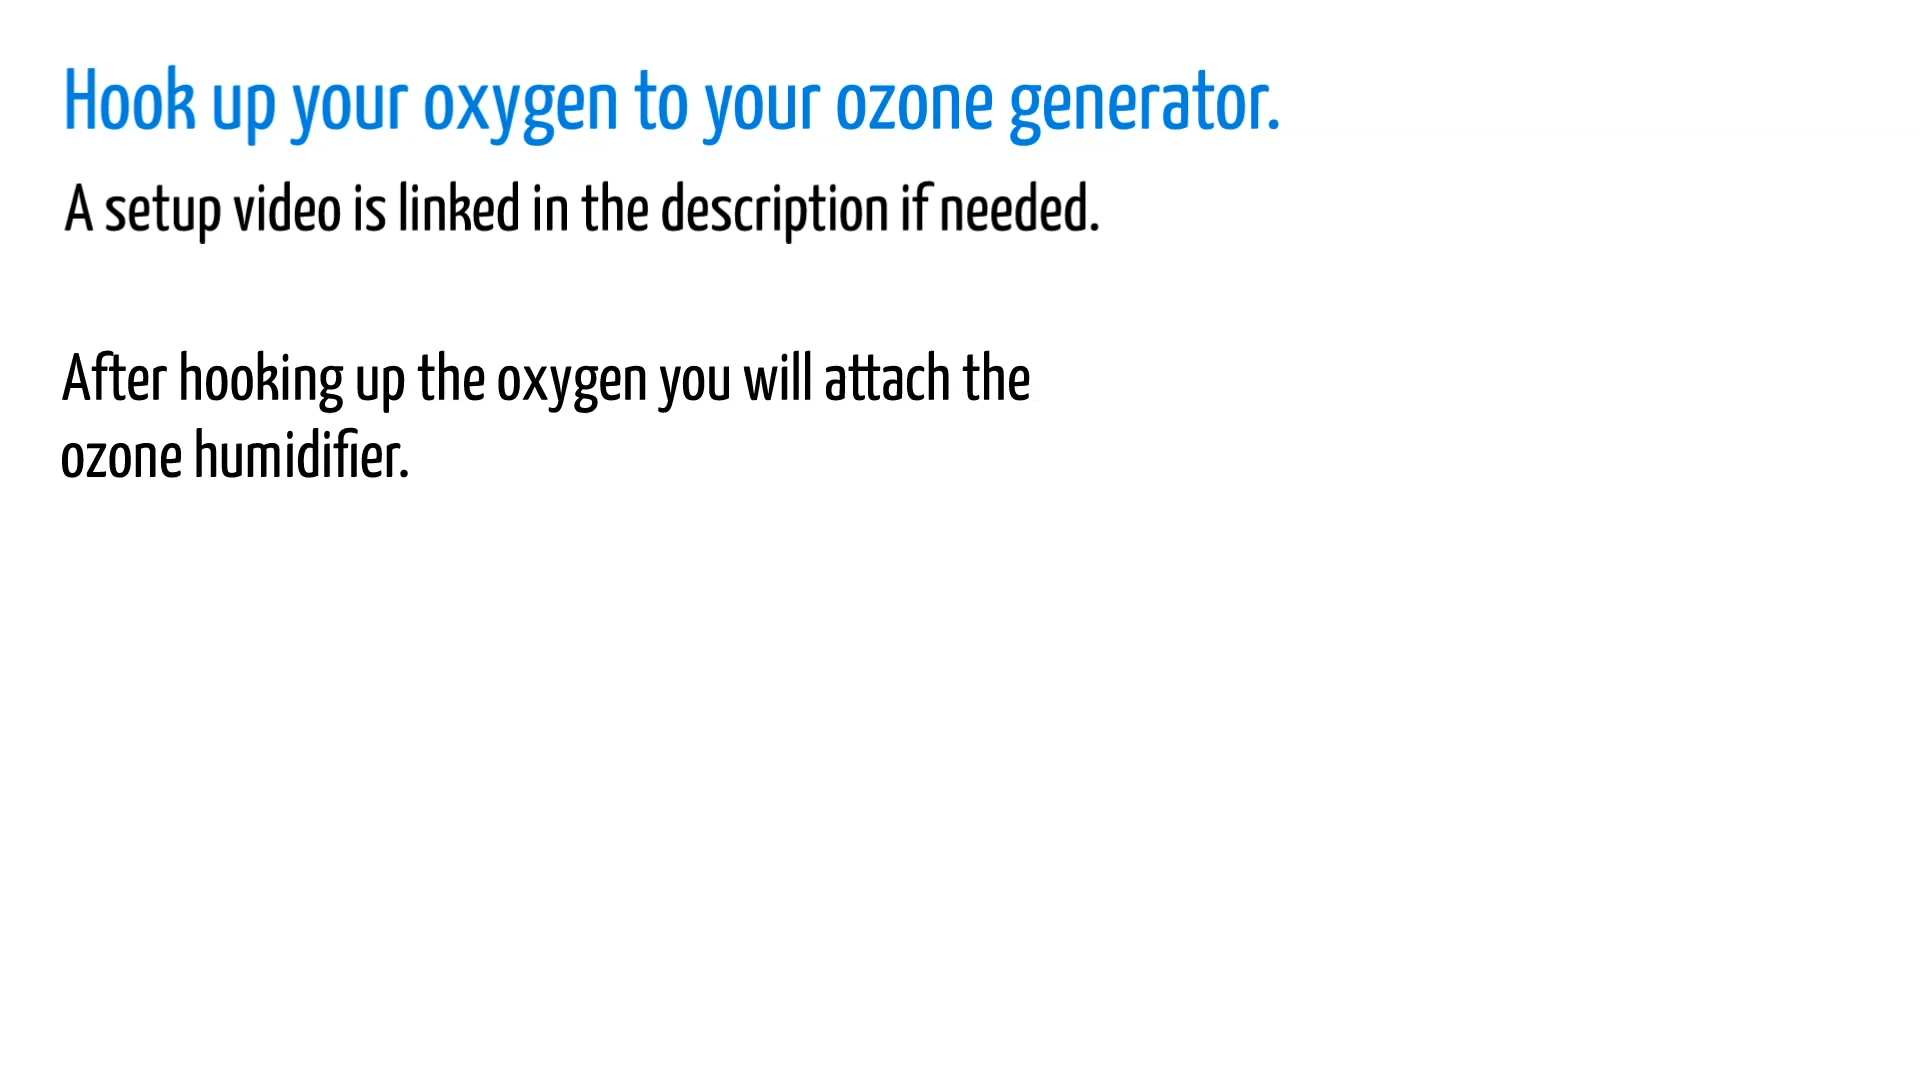 Hook up your oxygen to your ozone generator.
A setup video is linked in the description if needed.
After hooking up the oxygen you will attach the
ozone humidifier.